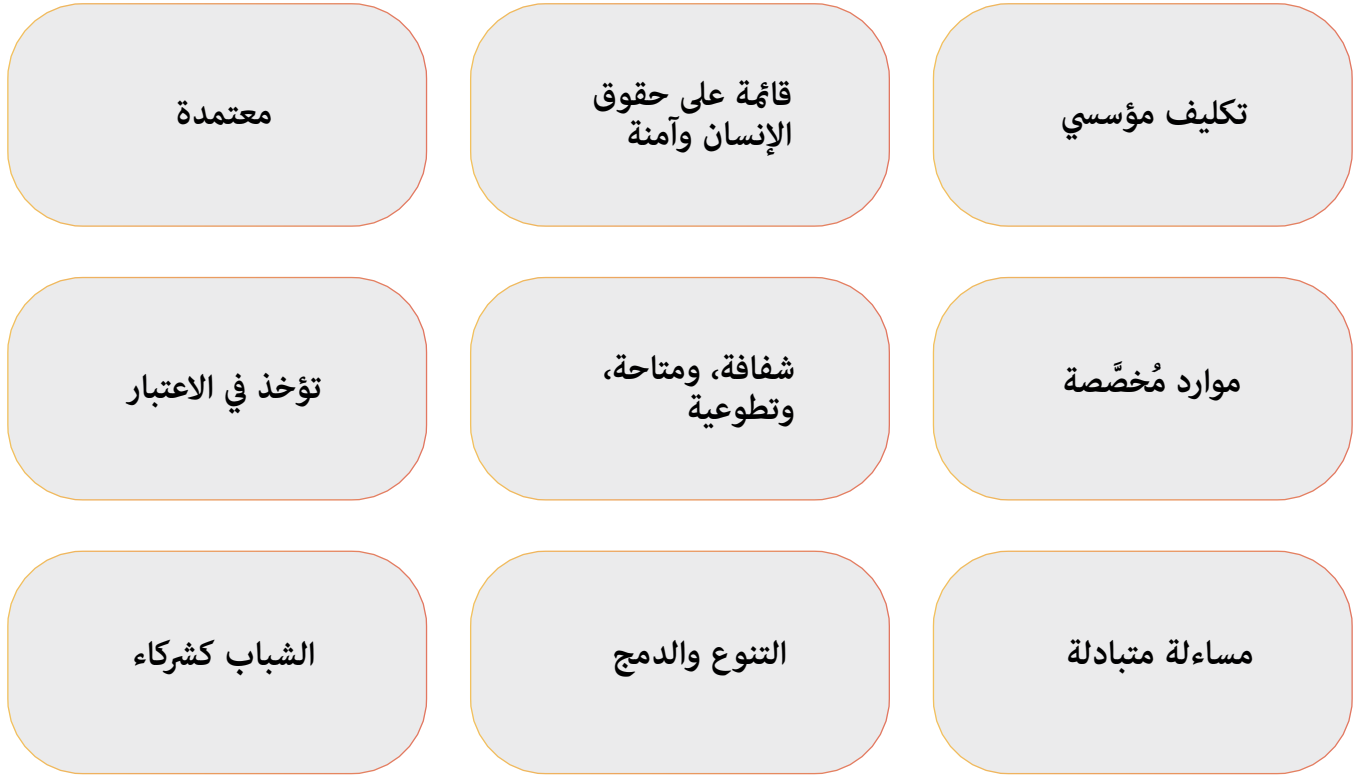 تكليف مؤسسي
قائمة على حقوق
الإنسان وآمنة
معتمدة
موارد مُخصَّصة
شفافة، ومتاحة،
وتطوعية
تؤخذ في الاعتبار
مساءلة متبادلة
التنوع والدمج
الشباب كشركاء